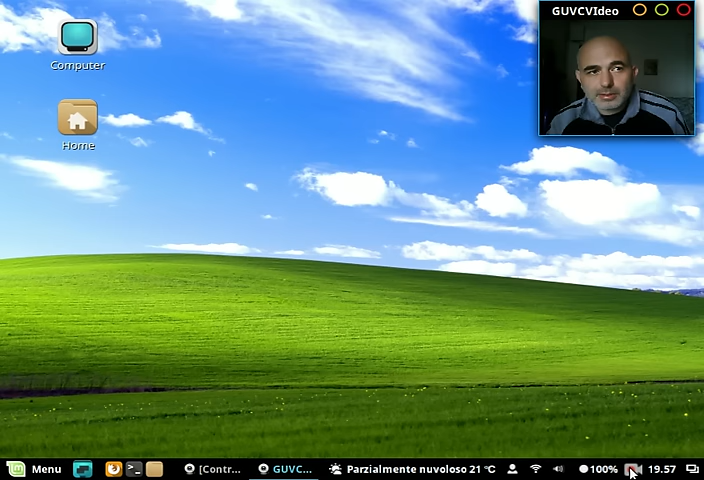 GUVCVIdeo
Computer
Home
Menu [Contr... GUVC... Parzialmente nuvoloso 21 °C 100% 19.57